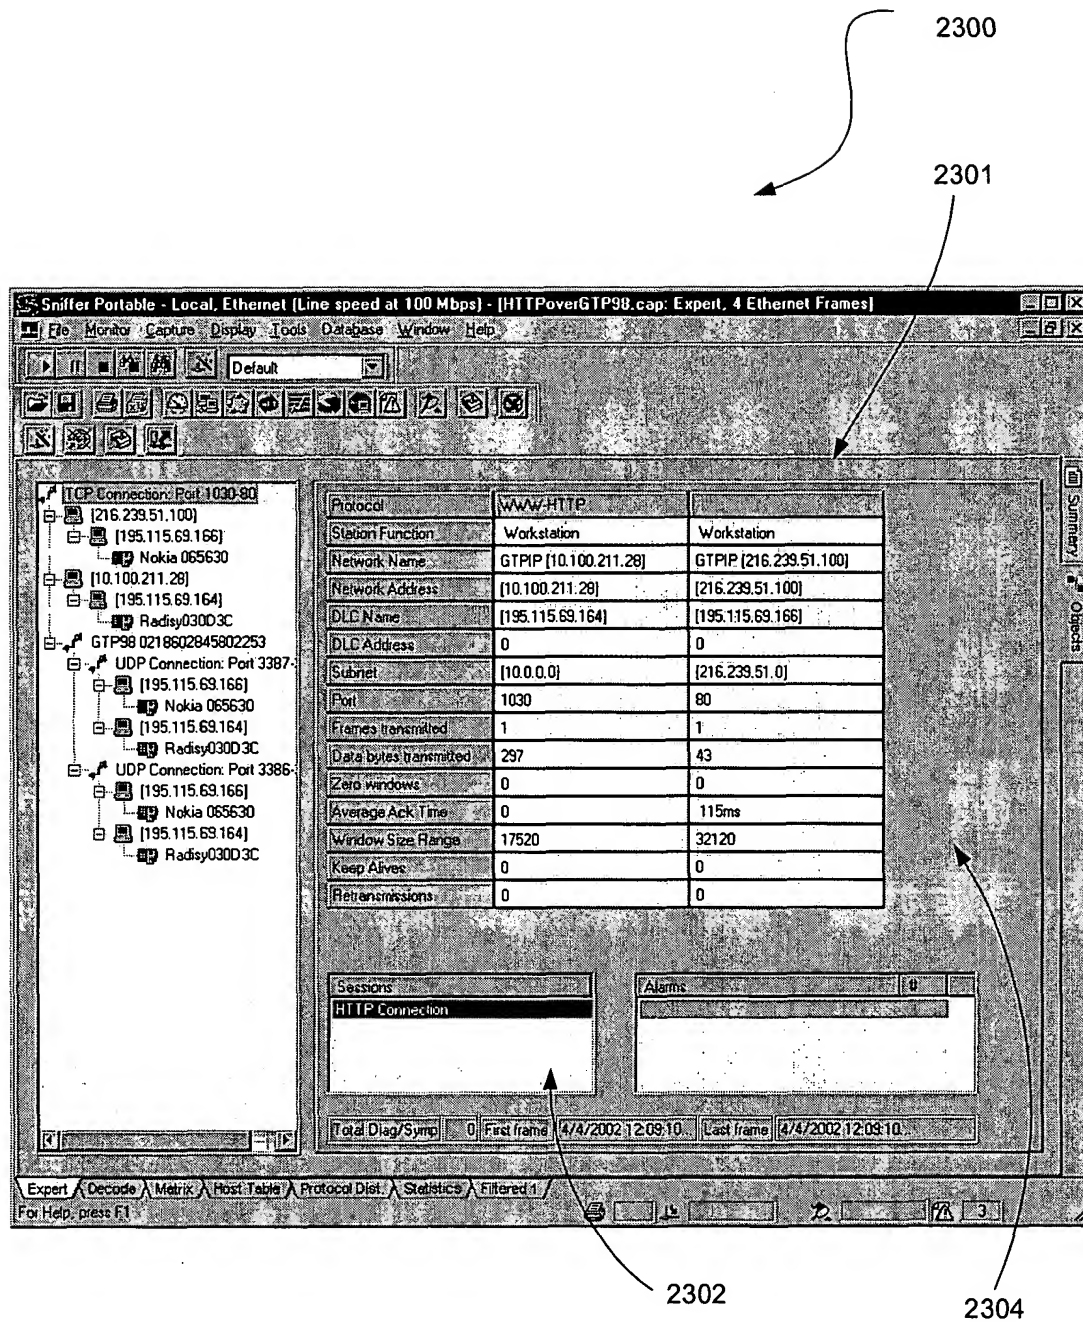 2300
2301
Sniffer Portable - Local, Ethernet (Line speed at 100 Mbps) - [HTTPoverGTP98.cap: Expert, 4 Ethernet Frames]
File Monitor Capture Display Tools Database Window Help
Default
TCP Connection: Port 1030-80
[216.239.51.100]
[195.115.69.166]
Nokia 065630
[10.100.211.28]
[195.115.69.164]
Radisy030D3C
GTP98 0218602845802253
UDP Connection: Port 3387-
[195.115.69.166]
Nokia 065630
[195.115.69.164]
Radisy030D3C
UDP Connection: Port 3386-
[195.115.69.166]
Nokia 065630
[195.115.69.164]
Radisy030D3C
Protocol WWW-HTTP
Station Function Workstation Workstation
Network Name GTPIP [10.100.211.28] GTPIP [216.239.51.100]
Network Address [10.100.211.28] [216.239.51.100]
DLC Name [195.115.69.164] [195.115.69.166]
DLC Address 0 0
Subnet [10.0.0.0] [216.239.51.0]
Port 1030 80
Frames transmitted 1 1
Data bytes transmitted 297 43
Zero windows 0 0
Average Ack Time 0 115ms
Window Size Range 17520 32120
Keep Alives 0 0
Retransmissions 0 0
Summary
Objects
Sessions
HTTP Connection
Alarms #
Total Diag/Symp 0 First frame 4/4/2002 12:09:10.. Last frame 4/4/2002 12:09:10..
Expert Decode Matrix Host Table Protocol Dist. Statistics Filtered 1
For Help, press F1
3
2302
2304